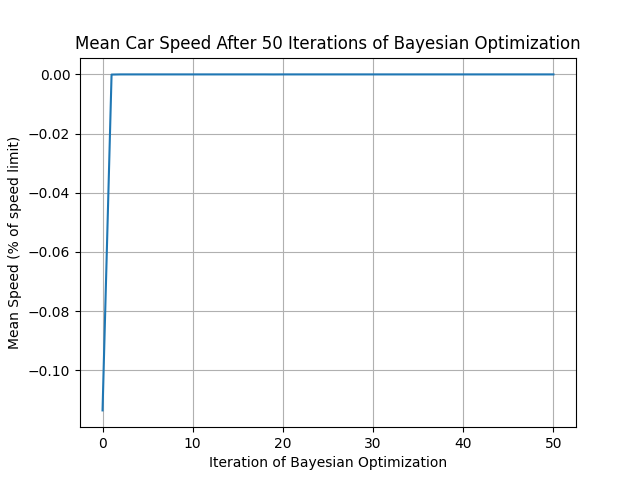 Mean Car Speed After 50 Iterations of Bayesian Optimization
Mean Speed (% of speed limit)
0.00
−0.02
−0.04
−0.06
−0.08
−0.10
0 10 20 30 40 50
Iteration of Bayesian Optimization